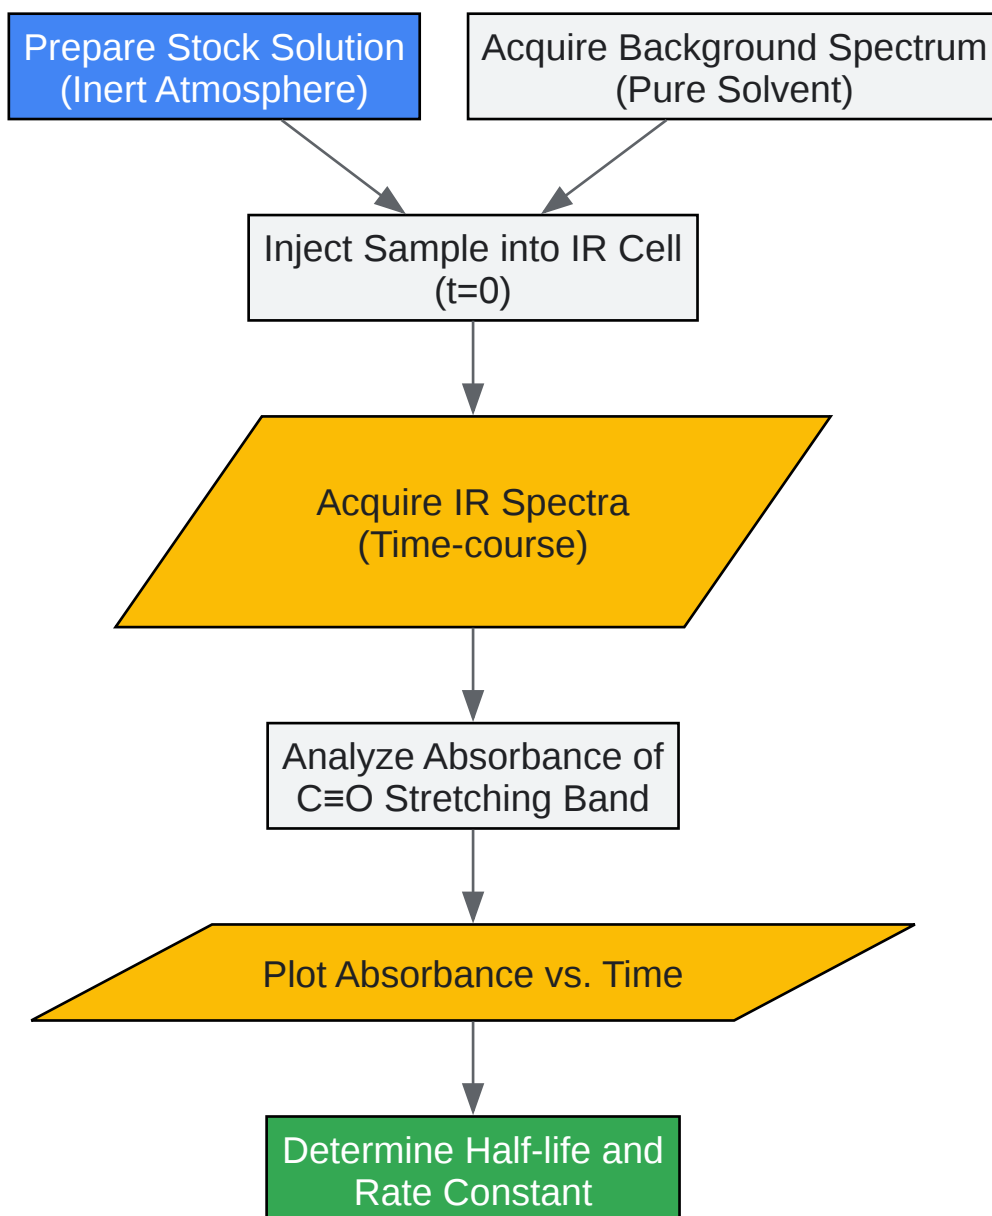 Prepare Stock Solution
(Inert Atmosphere)
Acquire Background Spectrum
(Pure Solvent)
Inject Sample into IR Cell
(t=0)
Acquire IR Spectra
(Time-course)
Analyze Absorbance of
C≡O Stretching Band
Plot Absorbance vs. Time
Determine Half-life and
Rate Constant